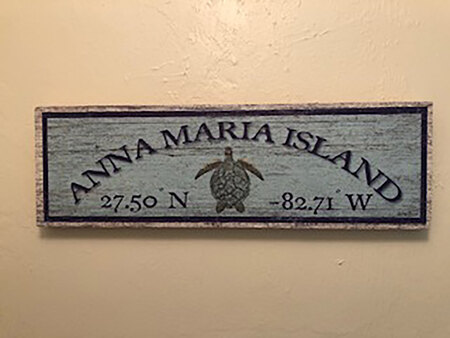 ANNA MARIA ISLAND
27.50° N -82.71° W